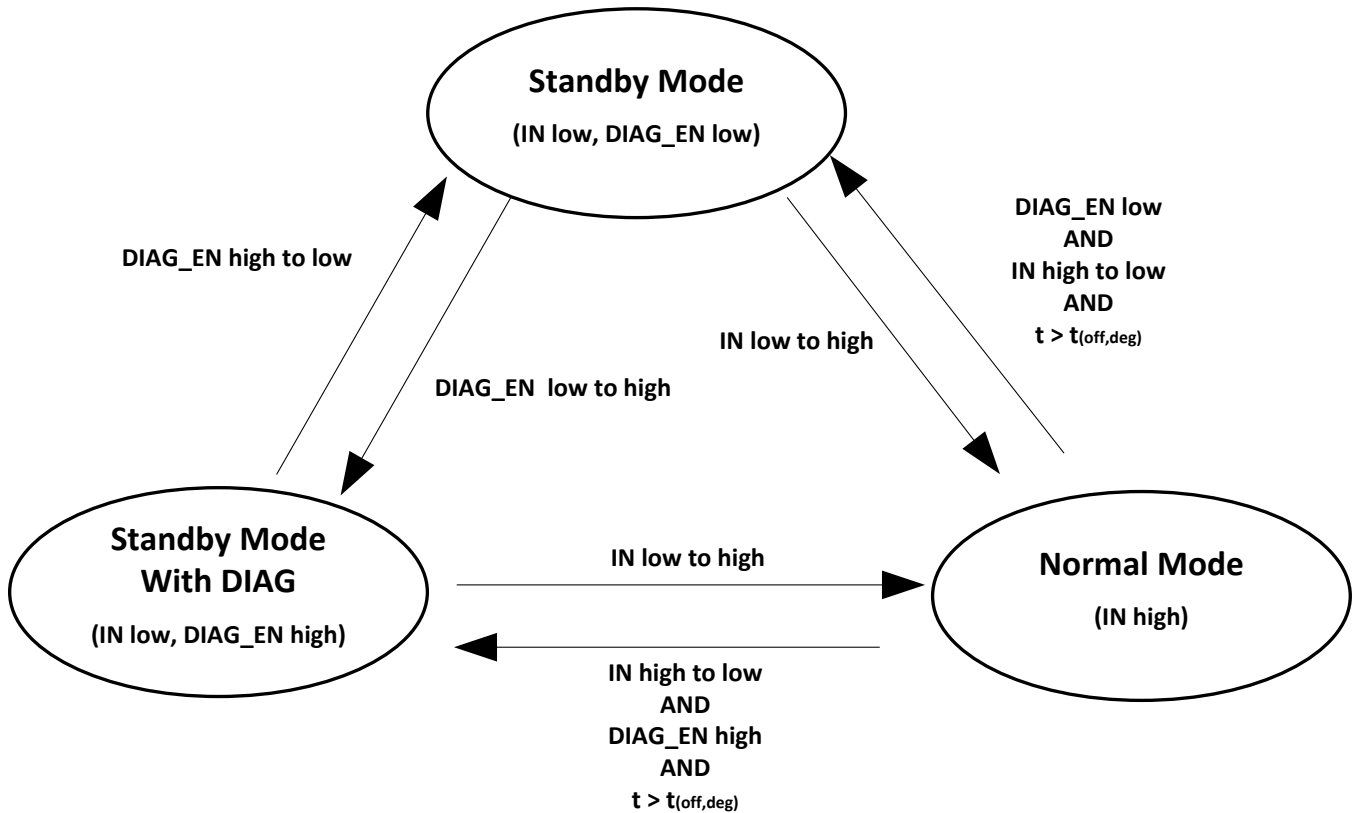 Standby Mode
(IN low, DIAG_EN low)
DIAG_EN high to low
DIAG_EN low to high
IN low to high
DIAG_EN low
AND
IN high to low
AND
t > t(off,deg)
Standby Mode
With DIAG
(IN low, DIAG_EN high)
IN low to high
IN high to low
AND
DIAG_EN high
AND
t > t(off,deg)
Normal Mode
(IN high)